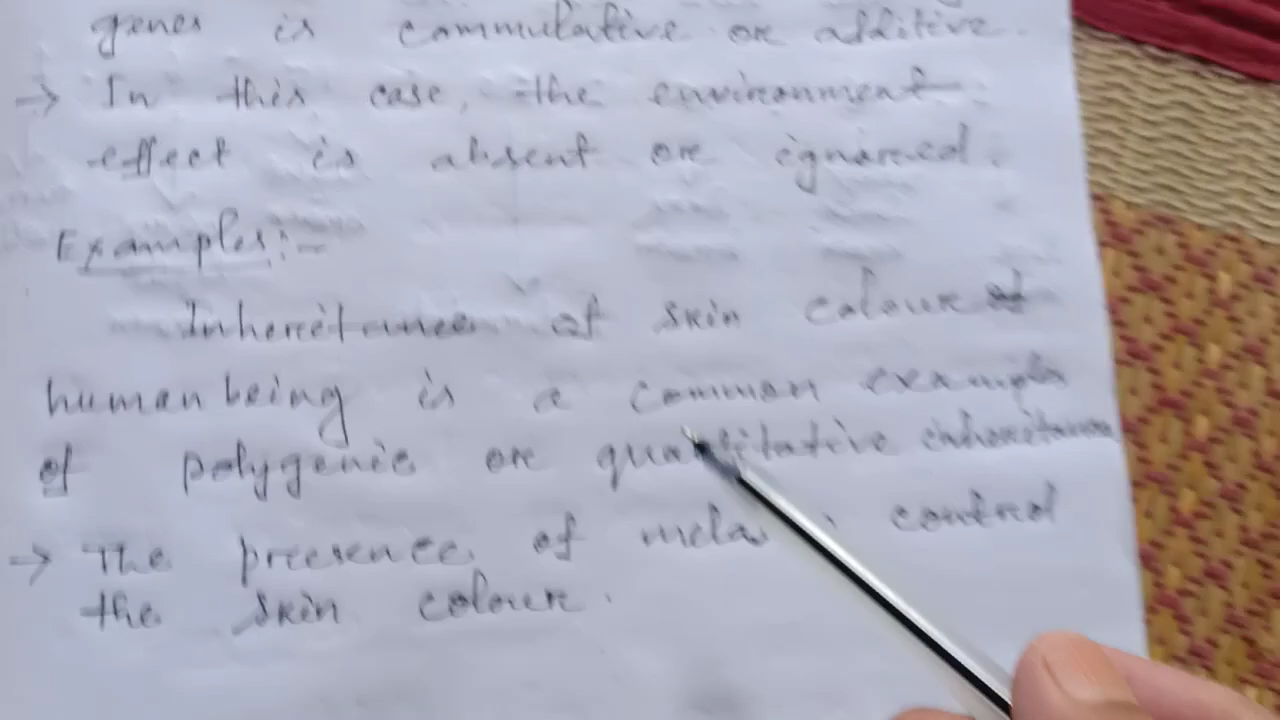 genes is commulative or additive.
→ In this case, the environment
effect is absent or ignored.
Examples:-
Inheritance of skin colour of
human being is a common example
of polygenic or quantitative inheritance
→ The presence of control
the skin colour.